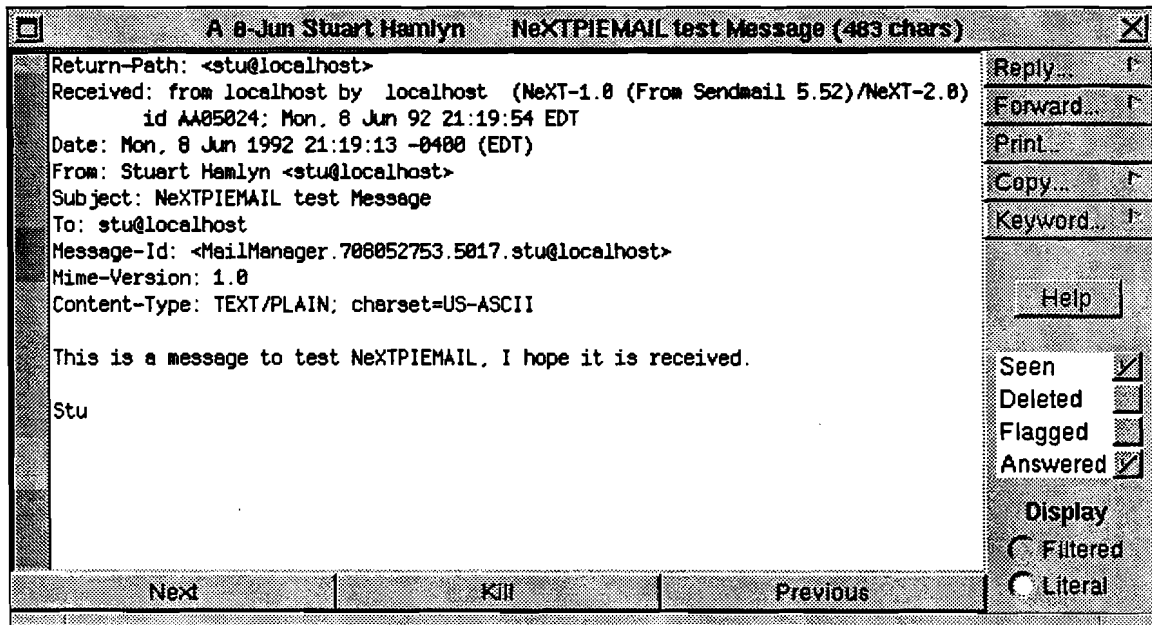 A 8-Jun Stuart Hamlyn NeXTPIEMAIL test Message (483 chars)
Return-Path: <stu@localhost>
Received: from localhost by localhost (NeXT-1.0 (From Sendmail 5.52)/NeXT-2.0)
id AA05024; Mon, 8 Jun 92 21:19:54 EDT
Date: Mon, 8 Jun 1992 21:19:13 -0400 (EDT)
From: Stuart Hamlyn <stu@localhost>
Subject: NeXTPIEMAIL test Message
To: stu@localhost
Message-Id: <MailManager.708052753.5017.stu@localhost>
Mime-Version: 1.0
Content-Type: TEXT/PLAIN; charset=US-ASCII
This is a message to test NeXTPIEMAIL, I hope it is received.
Stu
Reply...
Forward...
Print...
Copy...
Keyword...
Help
Seen
Deleted
Flagged
Answered
Display
Filtered
Literal
Next Kill Previous